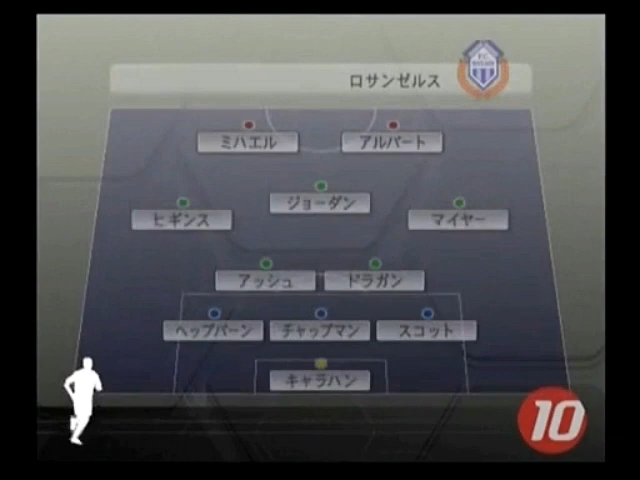 ロサンゼルス
F.C.
ミハエル
アルバート
ジョーダン
ヒギンス
マイヤー
アッシュ
ドラガン
ヘップバーン
チャップマン
スコット
キャラハン
10